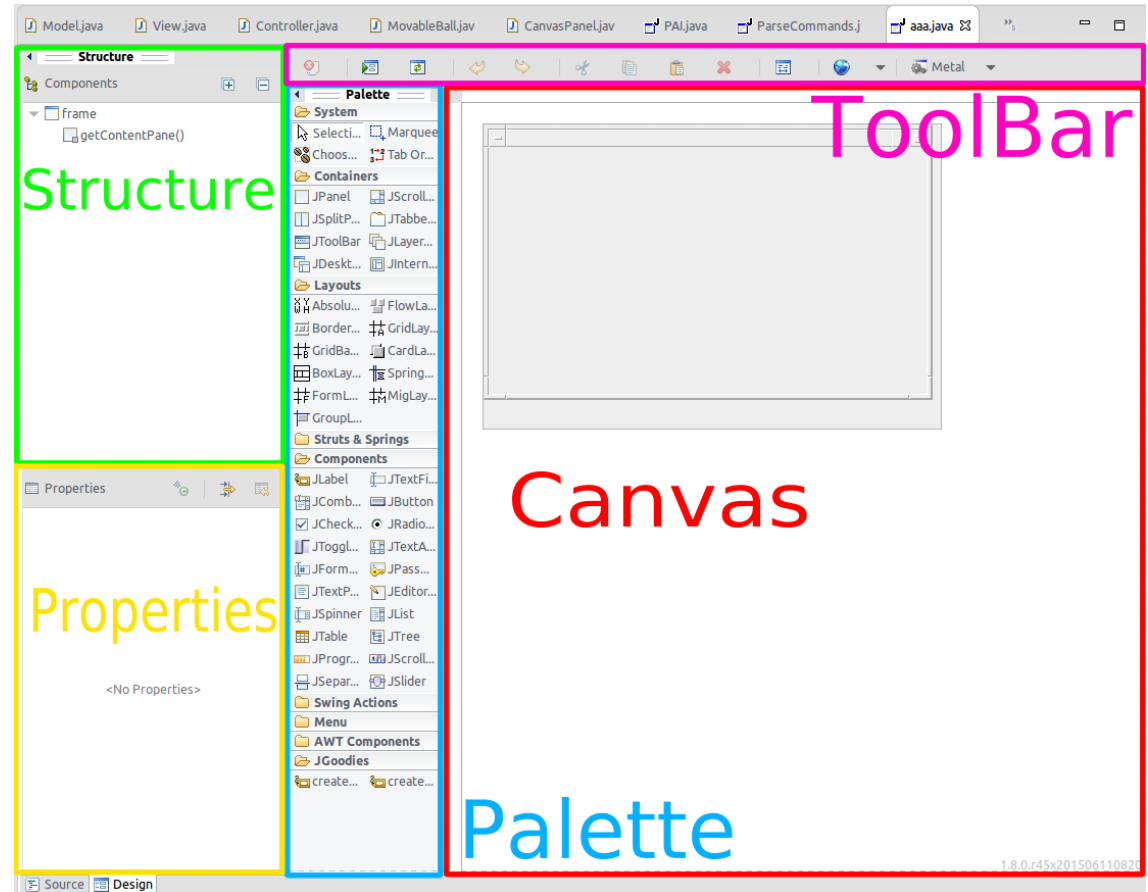 Model.java View.java Controller.java MovableBall.jav CanvasPanel.jav PAI.java ParseCommands.j aaa.java »5
Structure
Components
frame
getContentPane()
Structure
Metal
ToolBar
Palette
System
Selecti... Marquee
Choos... Tab Or...
Containers
JPanel JScroll...
JSplitP... JTabbe...
JToolBar JLayer...
JDeskt... JIntern...
Layouts
Absolu... FlowLa...
Border... GridLay...
GridBa... CardLa...
BoxLay... Spring...
FormL... MigLay...
GroupL...
Struts & Springs
Components
JLabel JTextFi...
JComb... JButton
JCheck... JRadio...
JToggl... JTextA...
JForm... JPass...
JTextP... JEditor...
JSpinner JList
JTable JTree
JProgr... JScroll...
JSepar... JSlider
Swing Actions
Menu
AWT Components
JGoodies
create... create...
Palette
Canvas
1.8.0.r45x201506110820
Properties
Properties
<No Properties>
Source Design